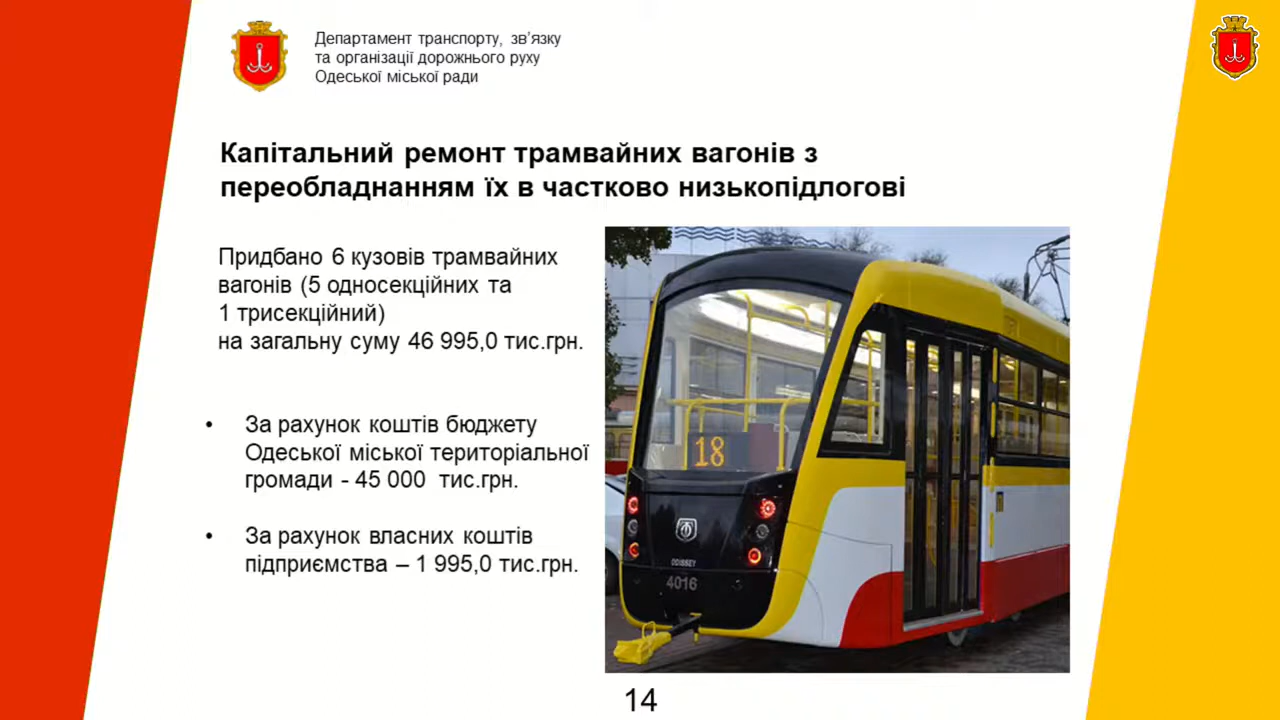 Департамент транспорту, зв’язку
та організації дорожнього руху
Одеської міської ради
Капітальний ремонт трамвайних вагонів з
переобладнанням їх в частково низькопідлогові
Придбано 6 кузовів трамвайних
вагонів (5 односекційних та
1 трисекційний)
на загальну суму 46 995,0 тис.грн.
• За рахунок коштів бюджету
Одеської міської територіальної
громади - 45 000 тис.грн.
• За рахунок власних коштів
підприємства – 1 995,0 тис.грн.
18
ODISSEY
4016
14